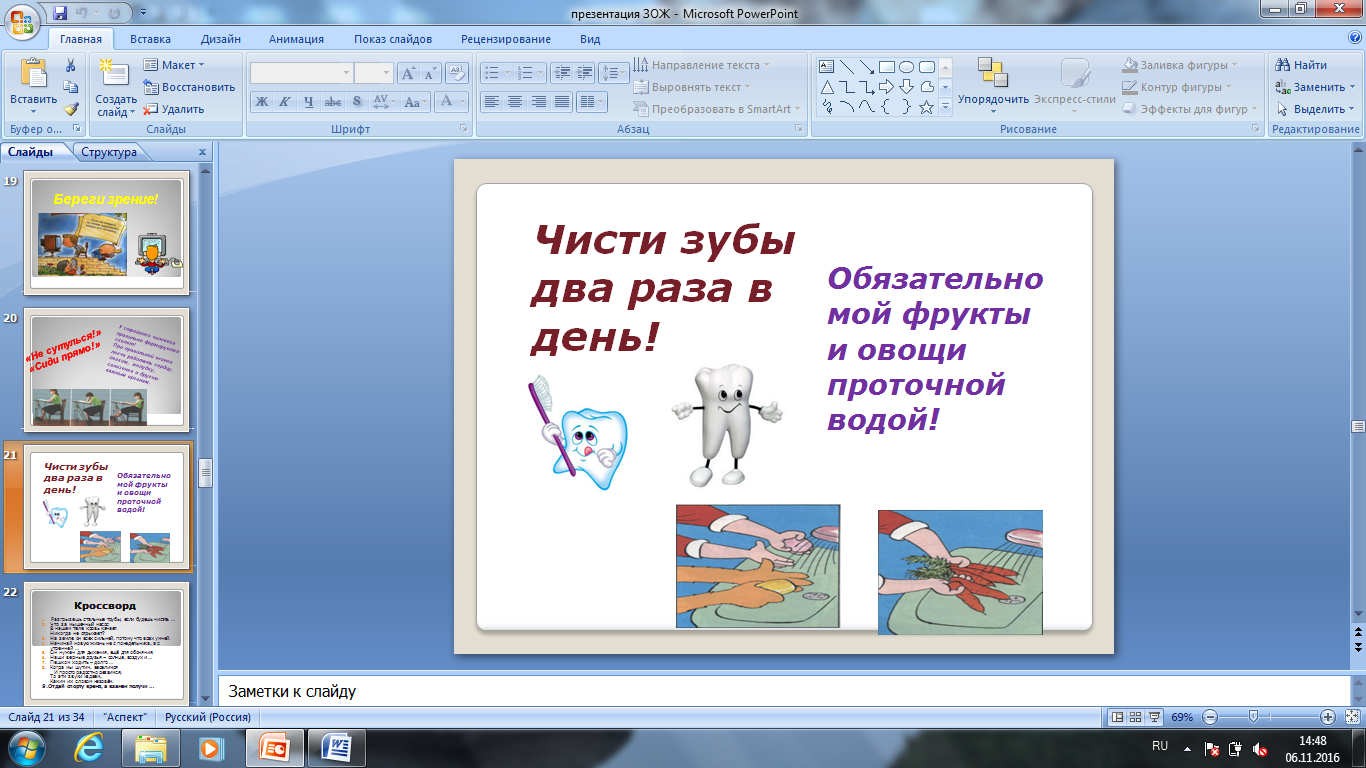 презентация ЗОЖ - Microsoft PowerPoint
Главная
Вставка
Дизайн
Анимация
Показ слайдов
Рецензирование
Вид
Вставить
Буфер о...
Создать слайд
Макет
Восстановить
Удалить
Слайды
Ж К Ч abc S AV Aa A
Шрифт
Направление текста
Выровнять текст
Преобразовать в SmartArt
Абзац
Упорядочить
Экспресс-стили
Заливка фигуры
Контур фигуры
Эффекты для фигур
Рисование
Найти
Заменить
Выделить
Редактирование
Слайды
Структура
x
19
Береги зрение!
20
«Не сутулься!»
«Сиди прямо!»
21
Чисти зубы
два раза в
день!
Обязательно
мой фрукты
и овощи
проточной
водой!
22
Кроссворд
Чисти зубы
два раза в
день!
Обязательно
мой фрукты
и овощи
проточной
водой!
Заметки к слайду
Слайд 21 из 34
"Аспект"
Русский (Россия)
69%
RU
14:48
06.11.2016